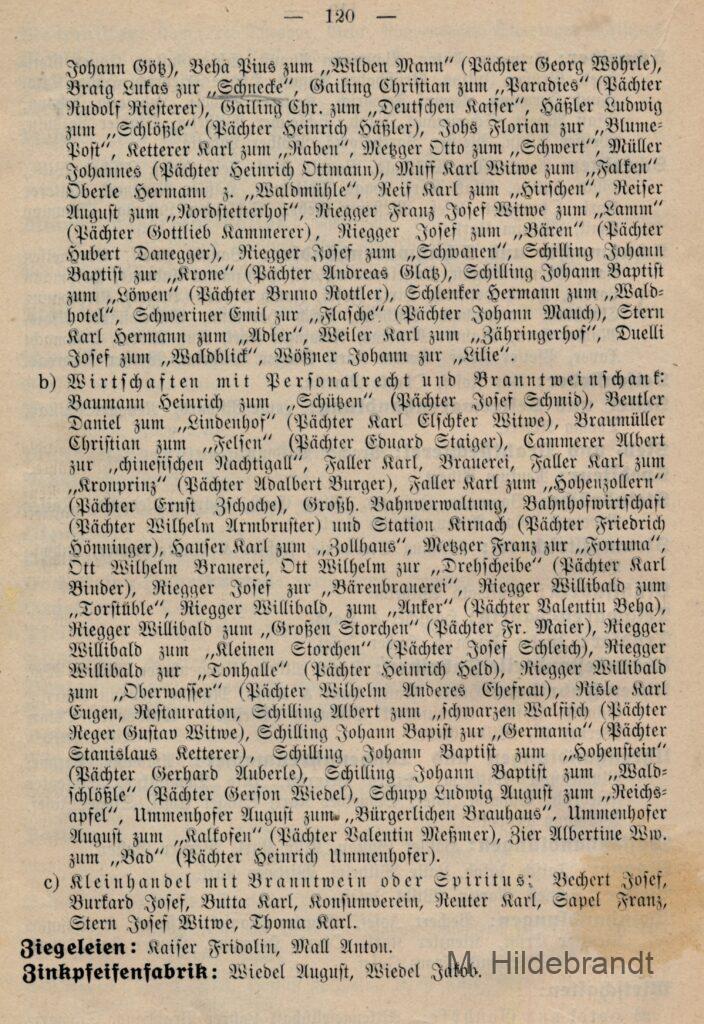 — 120 —
Johann Götz), Beha Pius zum „Wilden Mann“ (Pächter Georg Wöhrle),
Braig Lukas zur „Schnecke“, Gailing Christian zum „Paradies“ (Pächter
Rudolf Riesterer), Gailing Chr. zum „Deutschen Kaiser“, Häßler Ludwig
zum „Schlößle“ (Pächter Heinrich Häßler), Johs Florian zur „Blume-
Post“, Ketterer Karl zum „Raben“, Metzger Otto zum „Schwert“, Müller
Johannes (Pächter Heinrich Ottmann), Muff Karl Witwe zum „Falken“
Oberle Hermann z. „Waldmühle“, Reif Karl zum „Hirschen“, Reiser
August zum „Nordstetterhof“, Riegger Franz Josef Witwe zum „Lamm“
(Pächter Gottlieb Kammerer), Riegger Josef zum „Bären“ (Pächter
Hubert Danegger), Riegger Josef zum „Schwanen“, Schilling Johann
Baptist zur „Krone“ (Pächter Andreas Glatz), Schilling Johann Baptist
zum „Löwen“ (Pächter Bruno Rottler), Schlenker Hermann zum „Wald-
hotel“, Schweriner Emil zur „Flasche“ (Pächter Johann Mauch), Stern
Karl Hermann zum „Adler“, Weiler Karl zum „Zähringerhof“, Duelli
Josef zum „Waldblick“, Wößner Johann zur „Lilie“.
b) Wirtschaften mit Personalrecht und Branntweinschank:
Baumann Heinrich zum „Schützen“ (Pächter Josef Schmid), Beutler
Daniel zum „Lindenhof“ (Pächter Karl Elschker Witwe), Braumüller
Christian zum „Felsen“ (Pächter Eduard Staiger), Cammerer Albert
zur „chinesischen Nachtigall“, Faller Karl, Brauerei, Faller Karl zum
„Kronprinz“ (Pächter Adalbert Burger), Faller Karl zum „Hohenzollern“
(Pächter Ernst Zschoche), Großh. Bahnverwaltung, Bahnhofwirtschaft
(Pächter Wilhelm Armbruster) und Station Kirnach (Pächter Friedrich
Hönninger), Hauser Karl zum „Zollhaus“, Metzger Franz zur „Fortuna“,
Ott Wilhelm Brauerei, Ott Wilhelm zur „Drehscheibe“ (Pächter Karl
Binder), Riegger Josef zur „Bärenbrauerei“, Riegger Willibald zum
„Torstüble“, Riegger Willibald, zum „Anker“ (Pächter Valentin Beha),
Riegger Willibald zum „Großen Storchen“ (Pächter Fr. Maier), Riegger
Willibald zum „Kleinen Storchen“ (Pächter Josef Schleich), Riegger
Willibald zur „Tonhalle“ (Pächter Heinrich Held), Riegger Willibald
zum „Oberwasser“ (Pächter Wilhelm Anderes Ehefrau), Risle Karl
Eugen, Restauration, Schilling Albert zum „schwarzen Walfisch (Pächter
Reger Gustav Witwe), Schilling Johann Bapist zur „Germania“ (Pächter
Stanislaus Ketterer), Schilling Johann Baptist zum „Hohenstein“
(Pächter Gerhard Auberle), Schilling Johann Baptist zum „Wald-
schlößle“ (Pächter Gerson Wiedel), Schupp Ludwig August zum „Reichs-
apfel“, Ummenhofer August zum „Bürgerlichen Brauhaus“, Ummenhofer
August zum „Kalkofen“ (Pächter Valentin Meßmer), Zier Albertine Ww.
zum „Bad“ (Pächter Heinrich Ummenhofer).
c) Kleinhandel mit Branntwein oder Spiritus: Bechert Josef,
Burkard Josef, Butta Karl, Konsumverein, Reuter Karl, Sapel Franz,
Stern Josef Witwe, Thoma Karl.
Ziegeleien: Kaiser Fridolin, Mall Anton.
Zinkpfeifenfabrik: Wiedel August, Wiedel Jakob.
M. Hildebrandt